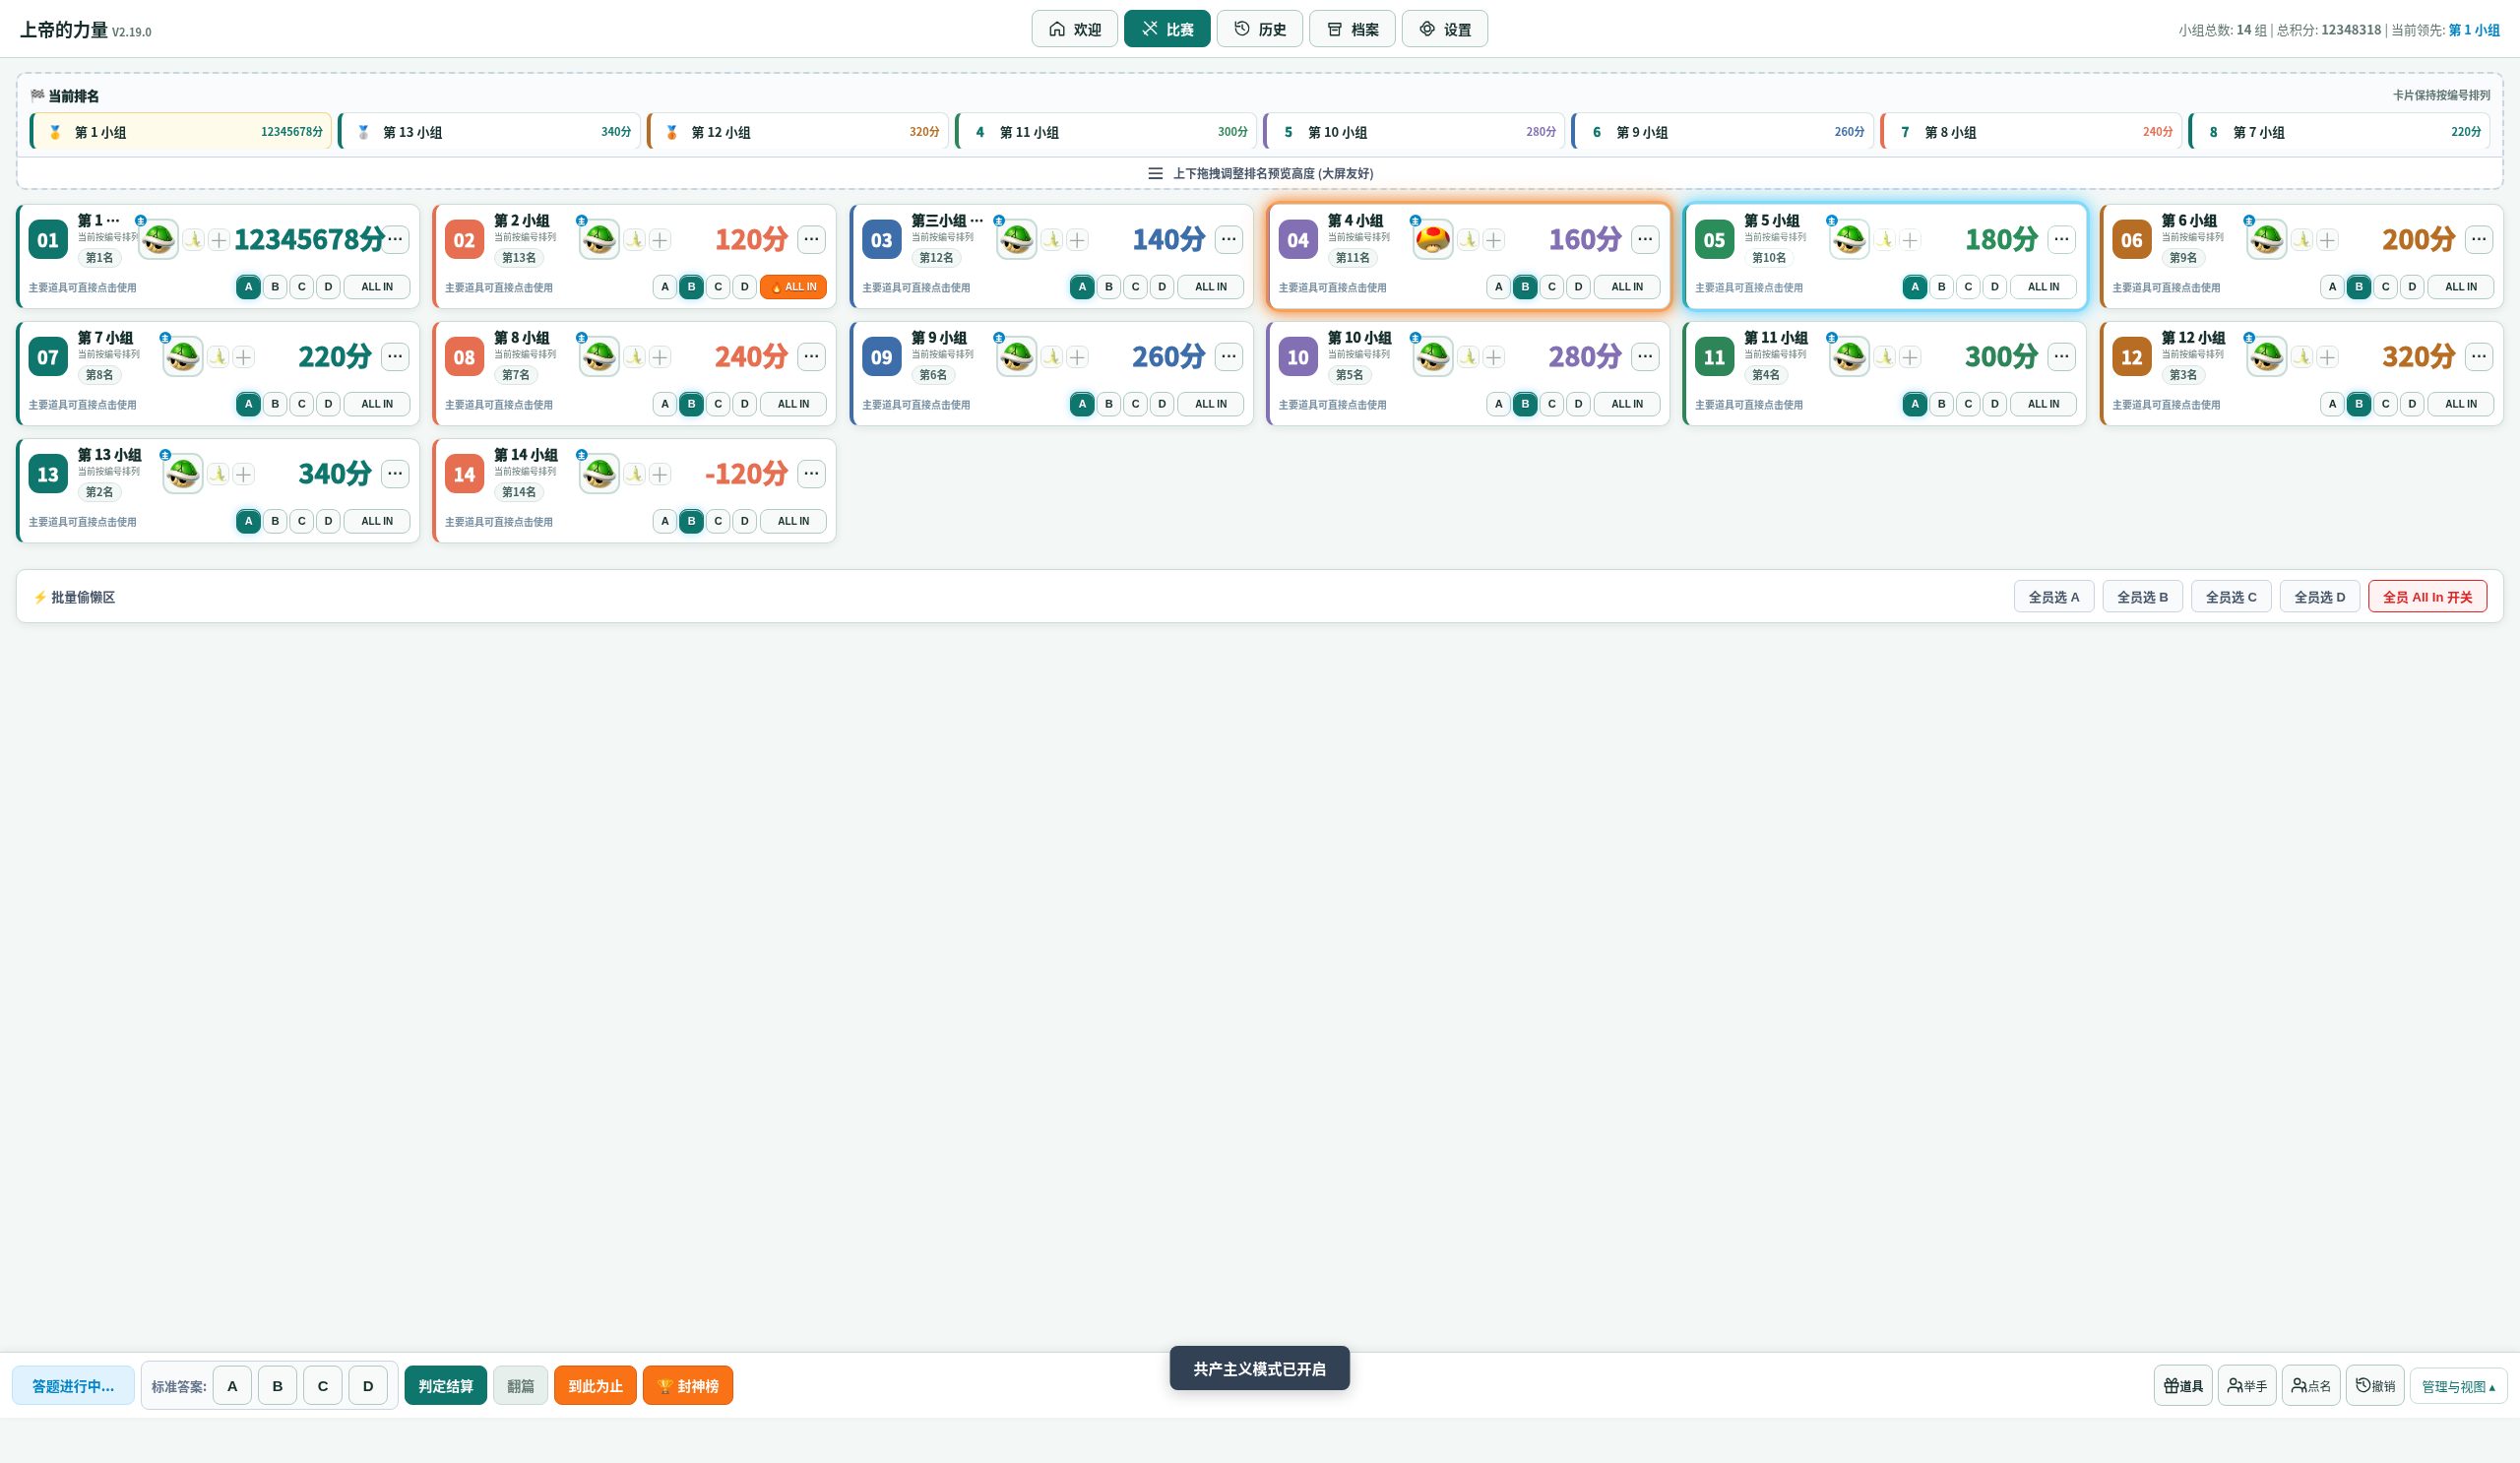 上帝的力量 V2.19.0
欢迎
比赛
历史
档案
设置
小组总数: 14 组 | 总积分: 12348318 | 当前领先: 第 1 小组
当前排名
卡片保持按编号排列
第 1 小组 12345678分
第 13 小组 340分
第 12 小组 320分
4 第 11 小组 300分
5 第 10 小组 280分
6 第 9 小组 260分
7 第 8 小组 240分
8 第 7 小组 220分
上下拖拽调整排名预览高度 (大屏友好)
01 第 1 ··· 当前按编号排列 第1名 主 12345678分 ···
主要道具可直接点击使用 A B C D ALL IN
02 第 2 小组 当前按编号排列 第13名 主 120分 ···
主要道具可直接点击使用 A B C D ALL IN
03 第三小组 ··· 当前按编号排列 第12名 主 140分 ···
主要道具可直接点击使用 A B C D ALL IN
04 第 4 小组 当前按编号排列 第11名 主 160分 ···
主要道具可直接点击使用 A B C D ALL IN
05 第 5 小组 当前按编号排列 第10名 主 180分 ···
主要道具可直接点击使用 A B C D ALL IN
06 第 6 小组 当前按编号排列 第9名 主 200分 ···
主要道具可直接点击使用 A B C D ALL IN
07 第 7 小组 当前按编号排列 第8名 主 220分 ···
主要道具可直接点击使用 A B C D ALL IN
08 第 8 小组 当前按编号排列 第7名 主 240分 ···
主要道具可直接点击使用 A B C D ALL IN
09 第 9 小组 当前按编号排列 第6名 主 260分 ···
主要道具可直接点击使用 A B C D ALL IN
10 第 10 小组 当前按编号排列 第5名 主 280分 ···
主要道具可直接点击使用 A B C D ALL IN
11 第 11 小组 当前按编号排列 第4名 主 300分 ···
主要道具可直接点击使用 A B C D ALL IN
12 第 12 小组 当前按编号排列 第3名 主 320分 ···
主要道具可直接点击使用 A B C D ALL IN
13 第 13 小组 当前按编号排列 第2名 主 340分 ···
主要道具可直接点击使用 A B C D ALL IN
14 第 14 小组 当前按编号排列 第14名 主 -120分 ···
主要道具可直接点击使用 A B C D ALL IN
批量偷懒区
全员选 A
全员选 B
全员选 C
全员选 D
全员 All In 开关
共产主义模式已开启
答题进行中...
标准答案: A B C D
判定结算
翻篇
到此为止
封神榜
道具
举手
点名
撤销
管理与视图 ▴